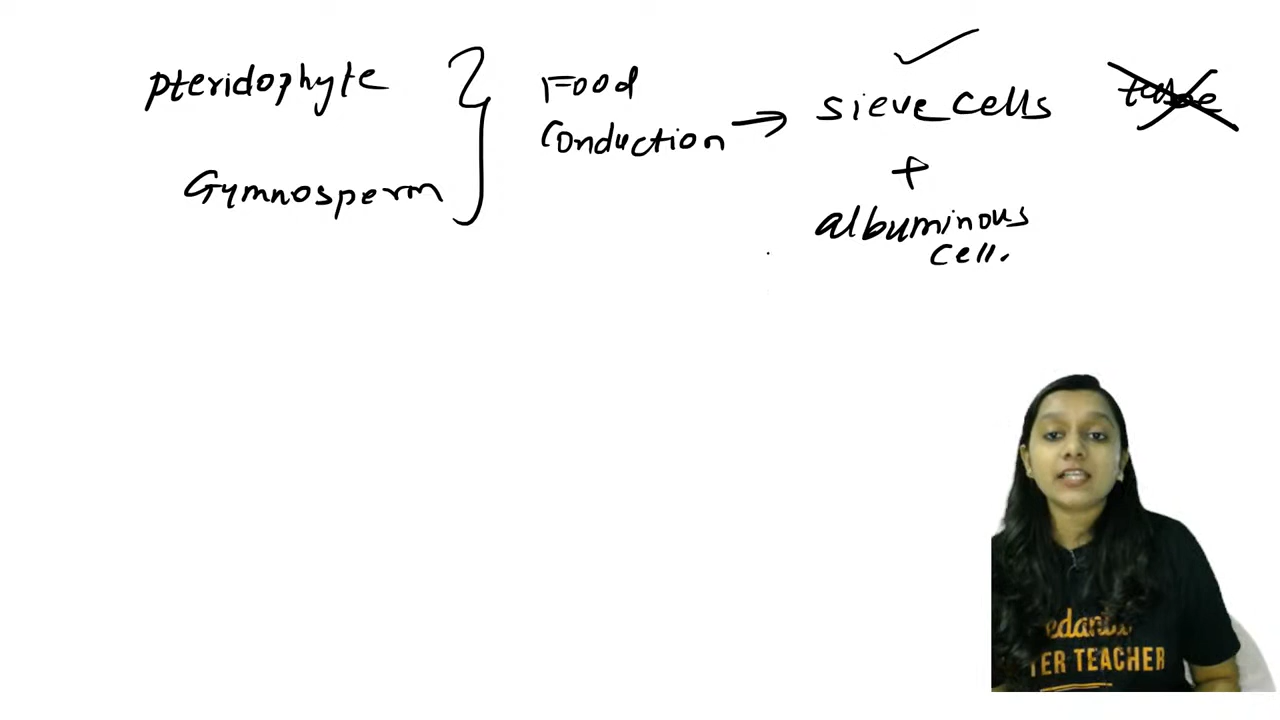 pteridophyte
Gymnosperm
Food
Conduction →
sieve cells
+
albuminous
cell.
edantu
TER TEACHER